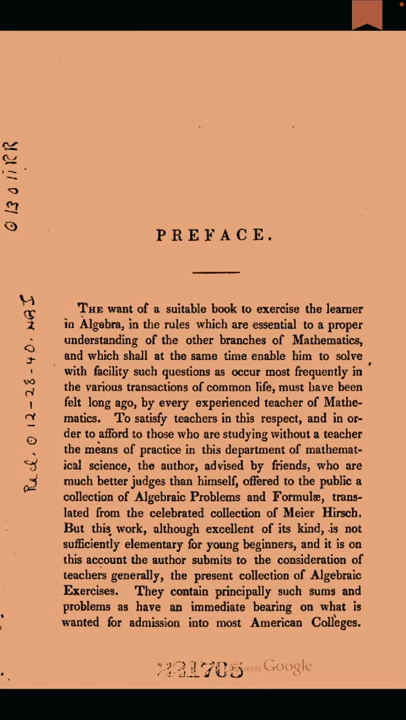 PREFACE.
THE want of a suitable book to exercise the learner
in Algebra, in the rules which are essential to a proper
understanding of the other branches of Mathematics,
and which shall at the same time enable him to solve
with facility such questions as occur most frequently in
the various transactions of common life, must have been
felt long ago, by every experienced teacher of Mathe-
matics. To satisfy teachers in this respect, and in or-
der to afford to those who are studying without a teacher
the means of practice in this department of mathemat-
ical science, the author, advised by friends, who are
much better judges than himself, offered to the public a
collection of Algebraic Problems and Formulæ, trans-
lated from the celebrated collection of Meier Hirsch.
But this work, although excellent of its kind, is not
sufficiently elementary for young beginners, and it is on
this account the author submits to the consideration of
teachers generally, the present collection of Algebraic
Exercises. They contain principally such sums and
problems as have an immediate bearing on what is
wanted for admission into most American Colleges.
Google